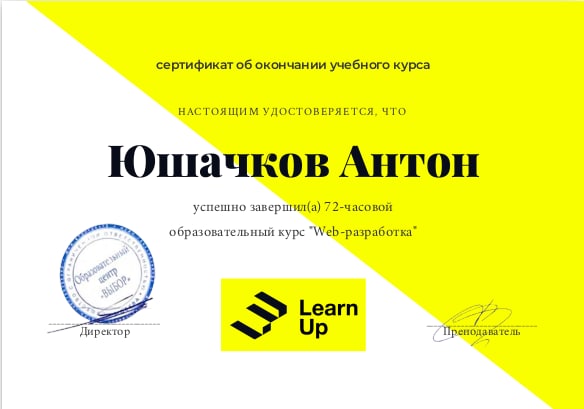 сертификат об окончании учебного курса
НАСТОЯЩИМ УДОСТОВЕРЯЕТСЯ, ЧТО
Юшачков Антон
успешно завершил(а) 72-часовой
образовательный курс "Web-разработка"
Образовательный
центр
«ВЫБОР»
Learn
Up
Директор
Преподаватель